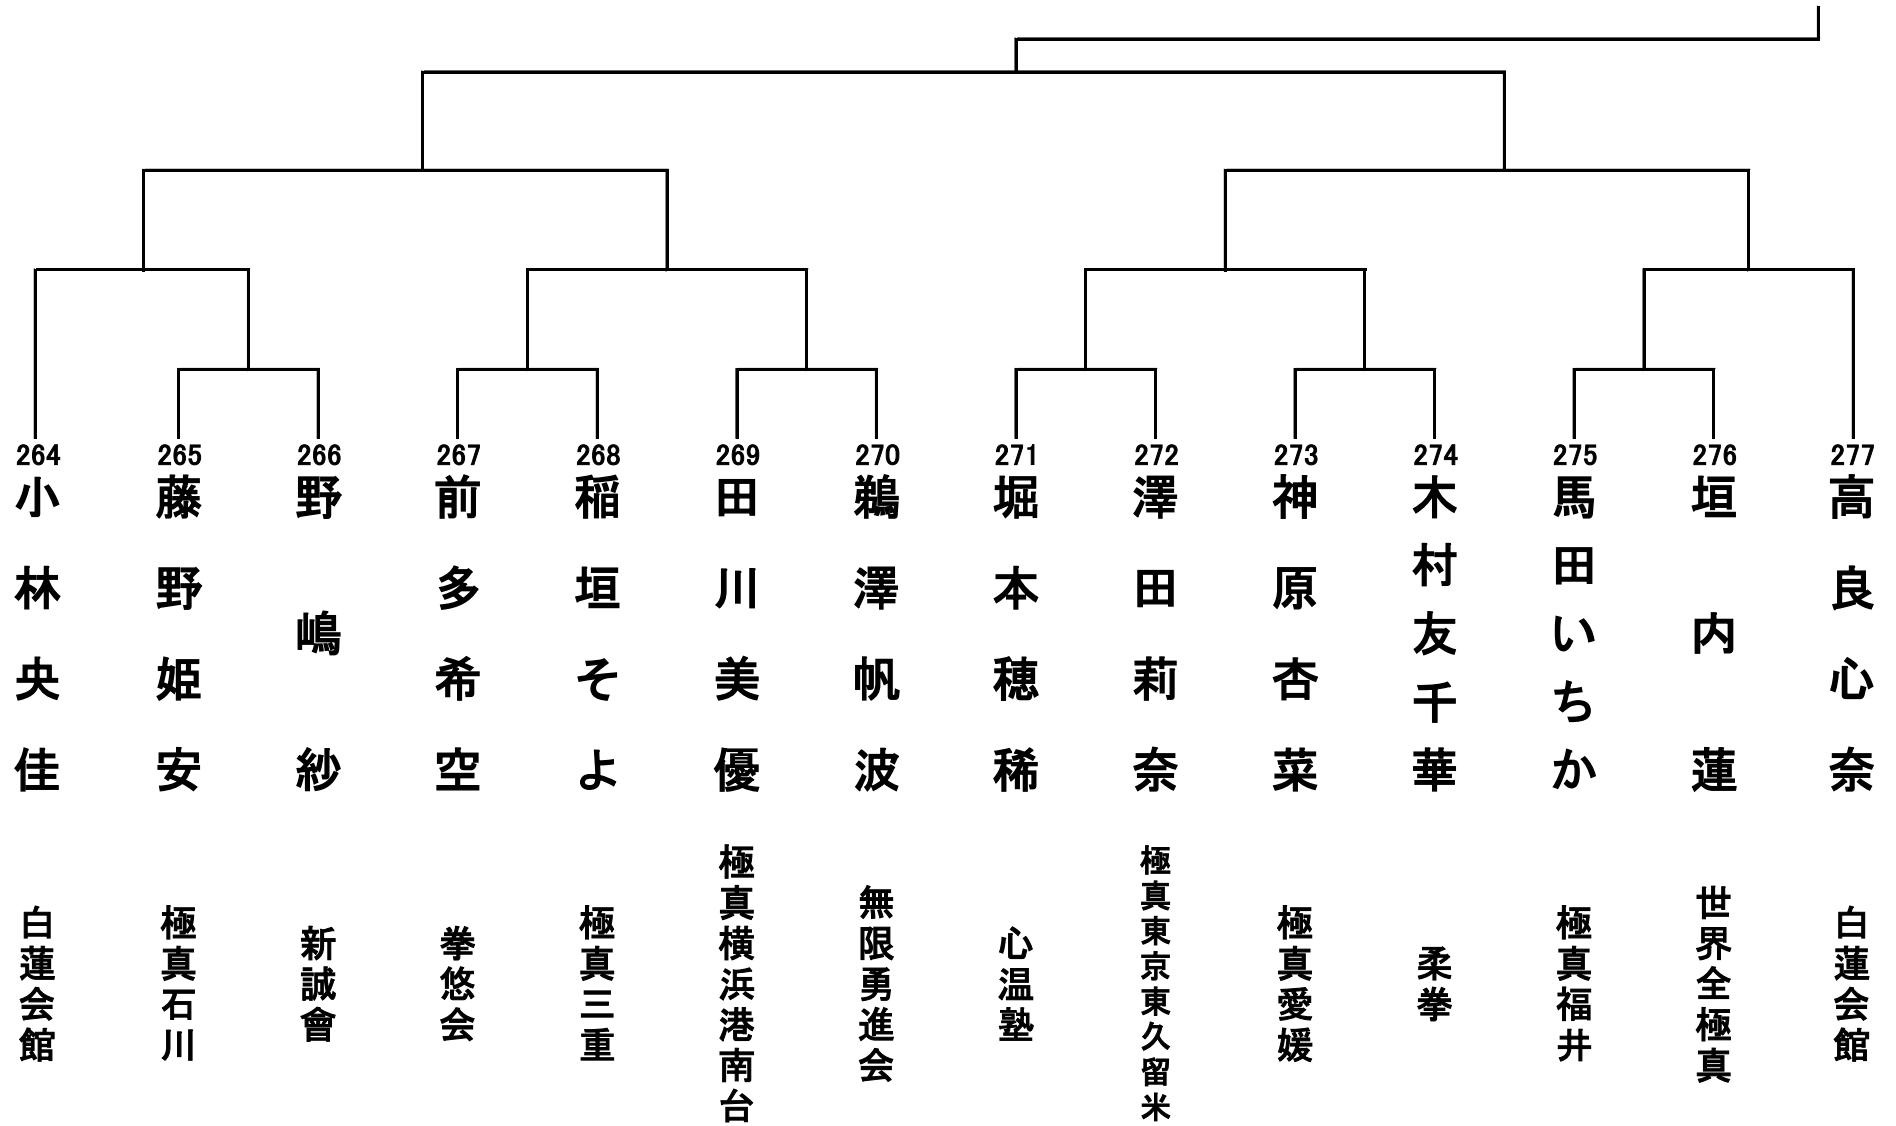 264
小林央佳
白蓮会館
265
藤野姫安
極真石川
266
野嶋紗
新誠會
267
前多希空
拳悠会
268
稲垣そよ
極真三重
269
田川美優
極真横浜港南台
270
鵜澤帆波
無限勇進会
271
堀本穂稀
心温塾
272
澤田莉奈
極真東京東久留米
273
神原杏菜
極真愛媛
274
木村友千華
柔拳
275
馬田いちか
極真福井
276
垣内蓮
世界全極真
277
高良心奈
白蓮会館